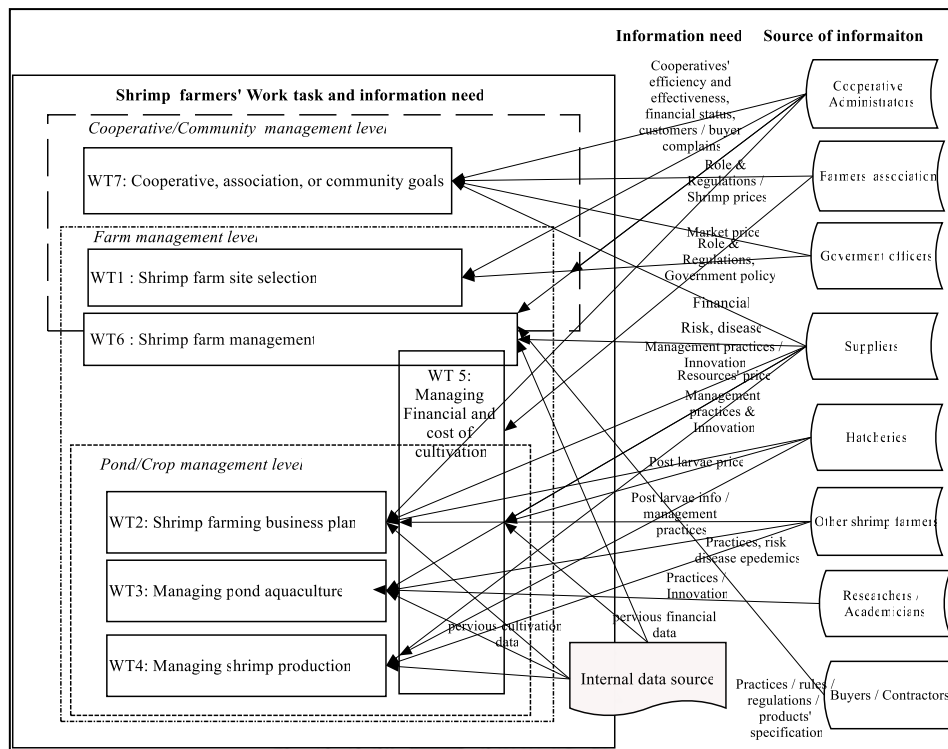 Information need
Source of informaiton
Shrimp farmers' Work task and information need
Cooperative/Community management level
WT7: Cooperative, association, or community goals
Farm management level
WT1 : Shrimp farm site selection
WT6 : Shrimp farm management
WT 5:
Managing
Financial and
cost of
cultivation
Pond/Crop management level
WT2: Shrimp farming business plan
WT3: Managing pond aquaculture
WT4: Managing shrimp production
Cooperatives'
efficiency and
effectiveness,
financial status,
customers / buyer
complains
Role &
Regulations /
Shrimp prices
Market price
Role &
Regulations,
Government policy
Financial
Risk, disease
Management practices /
Innovation
Resources' price
Management
practices &
Innovation
Post larvae price
Post larvae info /
management
practices
Practices, risk
disease epedemics
Practices /
Innovation
pervious cultivation
data
pervious financial
data
Internal data source
Practices / rules /
regulations /
products'
specification
Cooperative
Administrators
Farmers association
Goverment officers
Suppliers
Hatcheries
Other shrimp farmers
Researchers /
Academicians
Buyers / Contractors